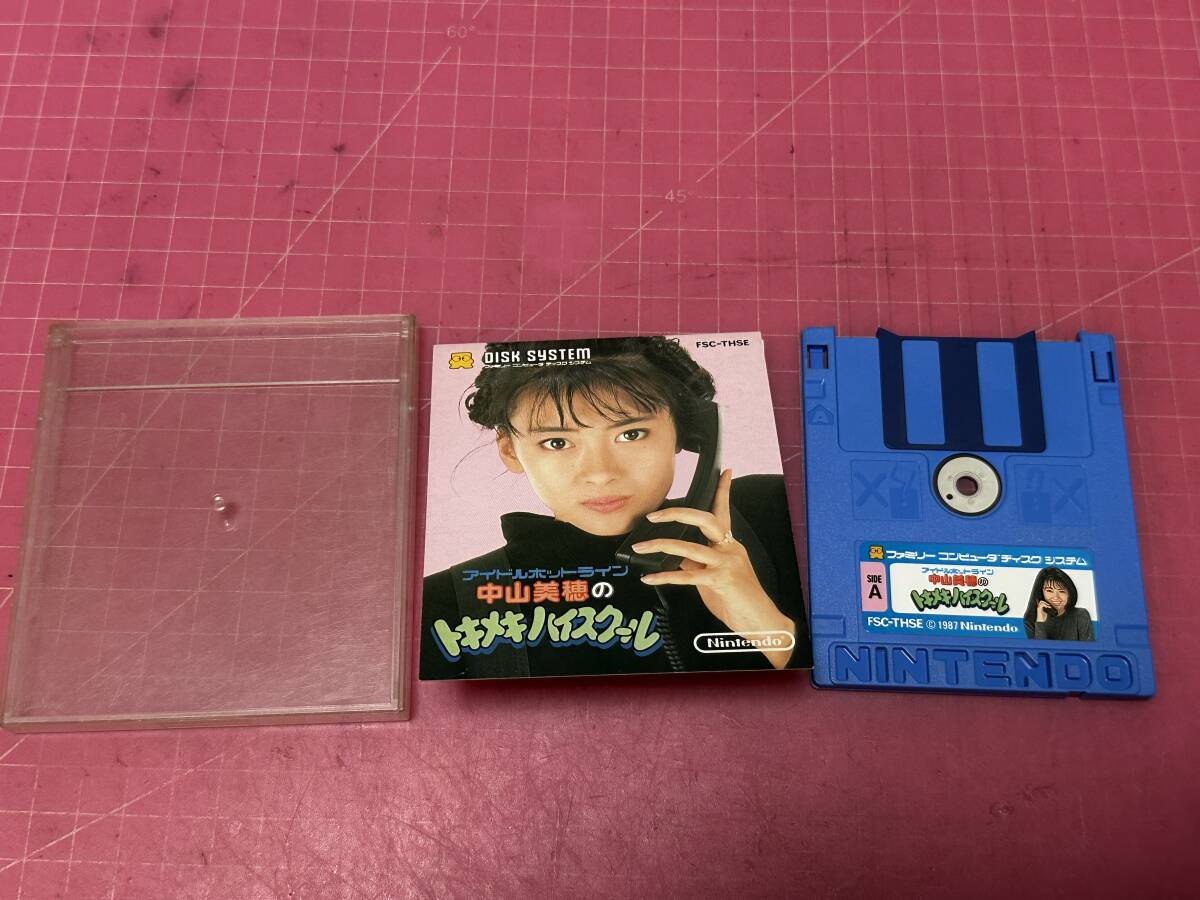 60°
45°
DISK SYSTEM
ファミリー コンピュータ ディスク システム
FSC-THSE
アイドルホットライン
中山美穂の
トキメキハイスクール
Nintendo®
A
ファミリー コンピュータ ディスク システム
SIDE
A
アイドルホットライン
中山美穂の
トキメキハイスクール
FSC-THSE © 1987 Nintendo
NINTENDO